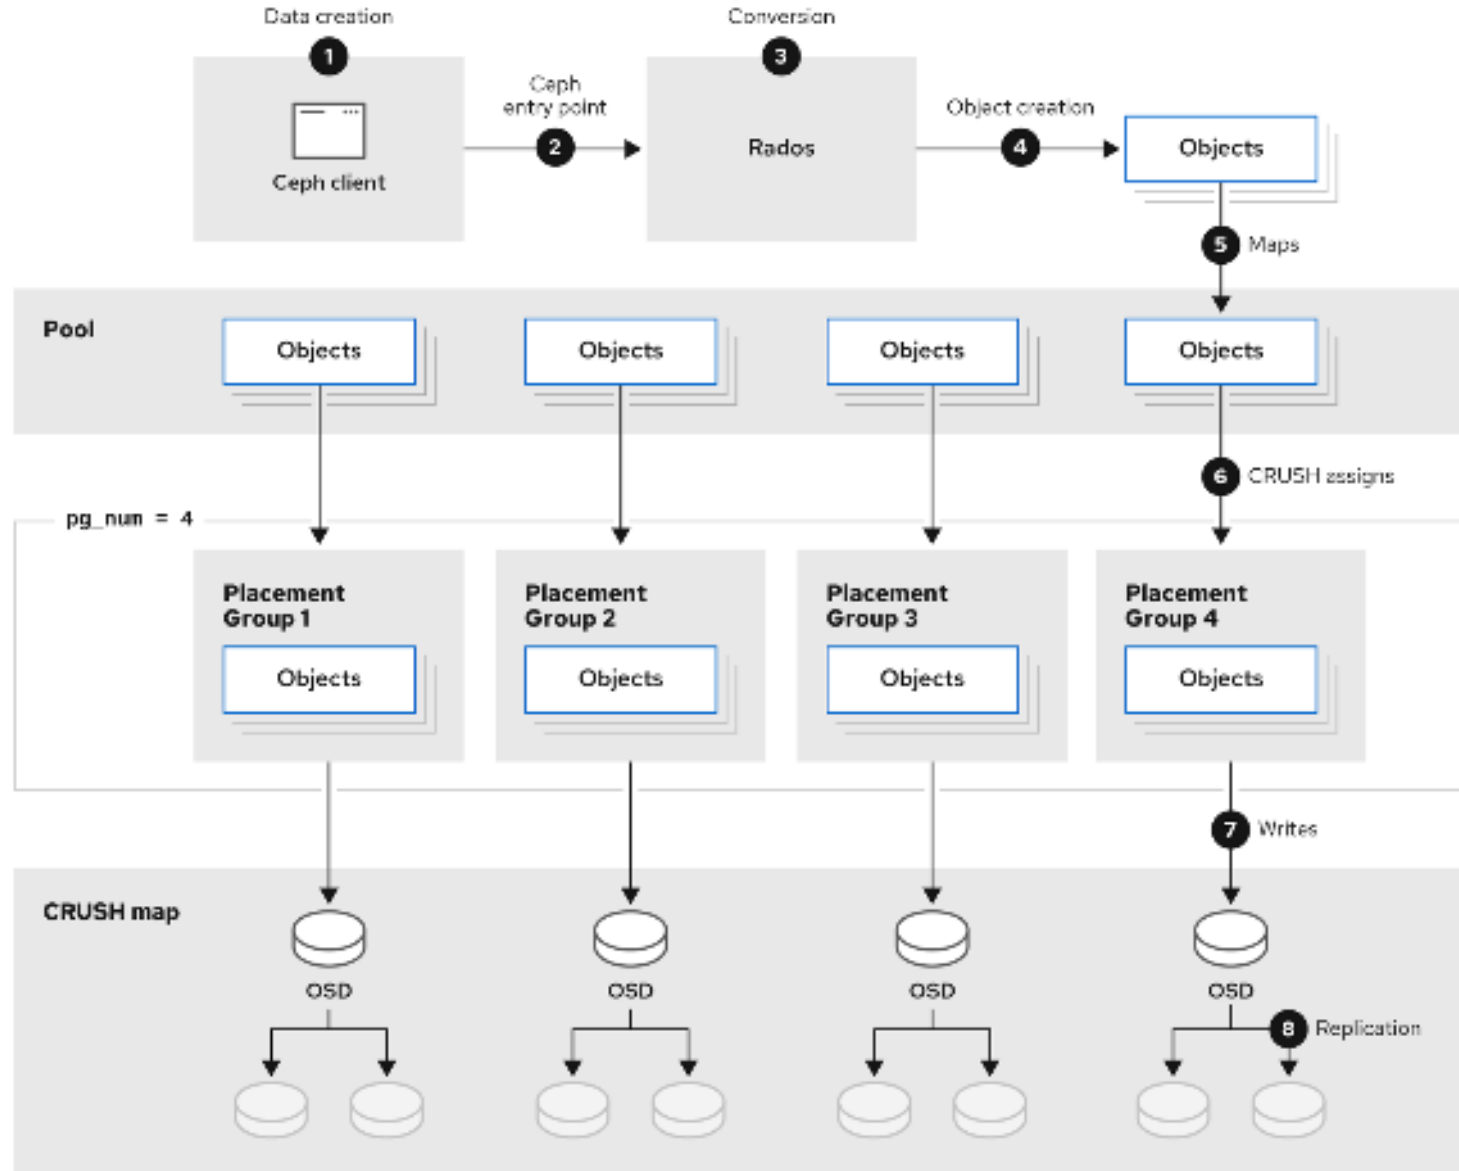 Data creation
1
Conversion
3
Ceph
entry point
2
Object creation
4
Rados
Objects
Ceph client
5 Maps
Pool
Objects
Objects
Objects
Objects
6 CRUSH assigns
pg_num = 4
Placement
Group 1
Objects
Placement
Group 2
Objects
Placement
Group 3
Objects
Placement
Group 4
Objects
7 Writes
CRUSH map
OSD
OSD
OSD
OSD
8 Replication